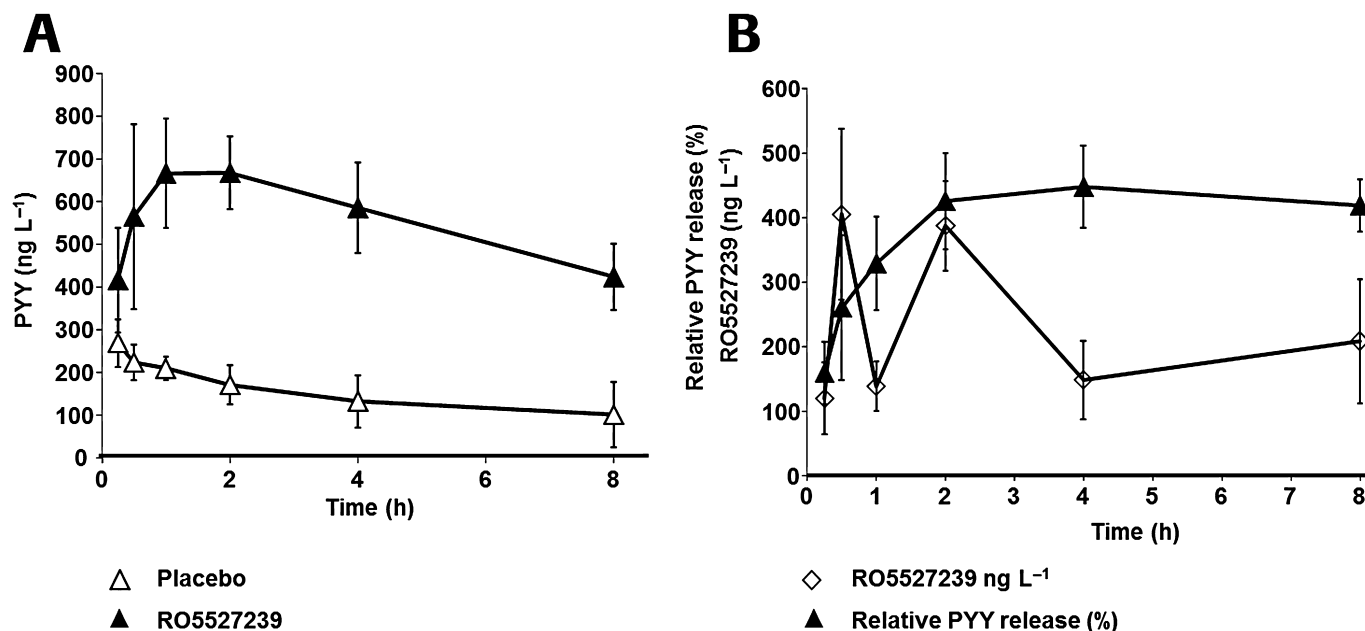 A
PYY (ng L⁻¹)
900
800
700
600
500
400
300
200
100
0
0 2 4 6 8
Time (h)
Placebo
RO5527239
B
Relative PYY release (%)
RO5527239 (ng L⁻¹)
600
500
400
300
200
100
0
0 1 2 3 4 5 6 7 8
Time (h)
RO5527239 ng L⁻¹
Relative PYY release (%)